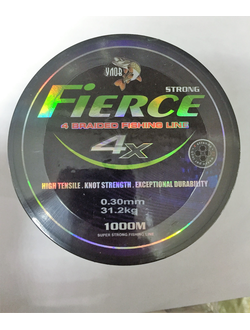 УЛОВ
STRONG
FIERCE
4 BRAIDED FISHING LINE
4x
HIGH TENSILE . KNOT STRENGTH . EXCEPTIONAL DURABILITY
0.30mm
31.2kg
1000M
SUPER STRONG FISHING LINE